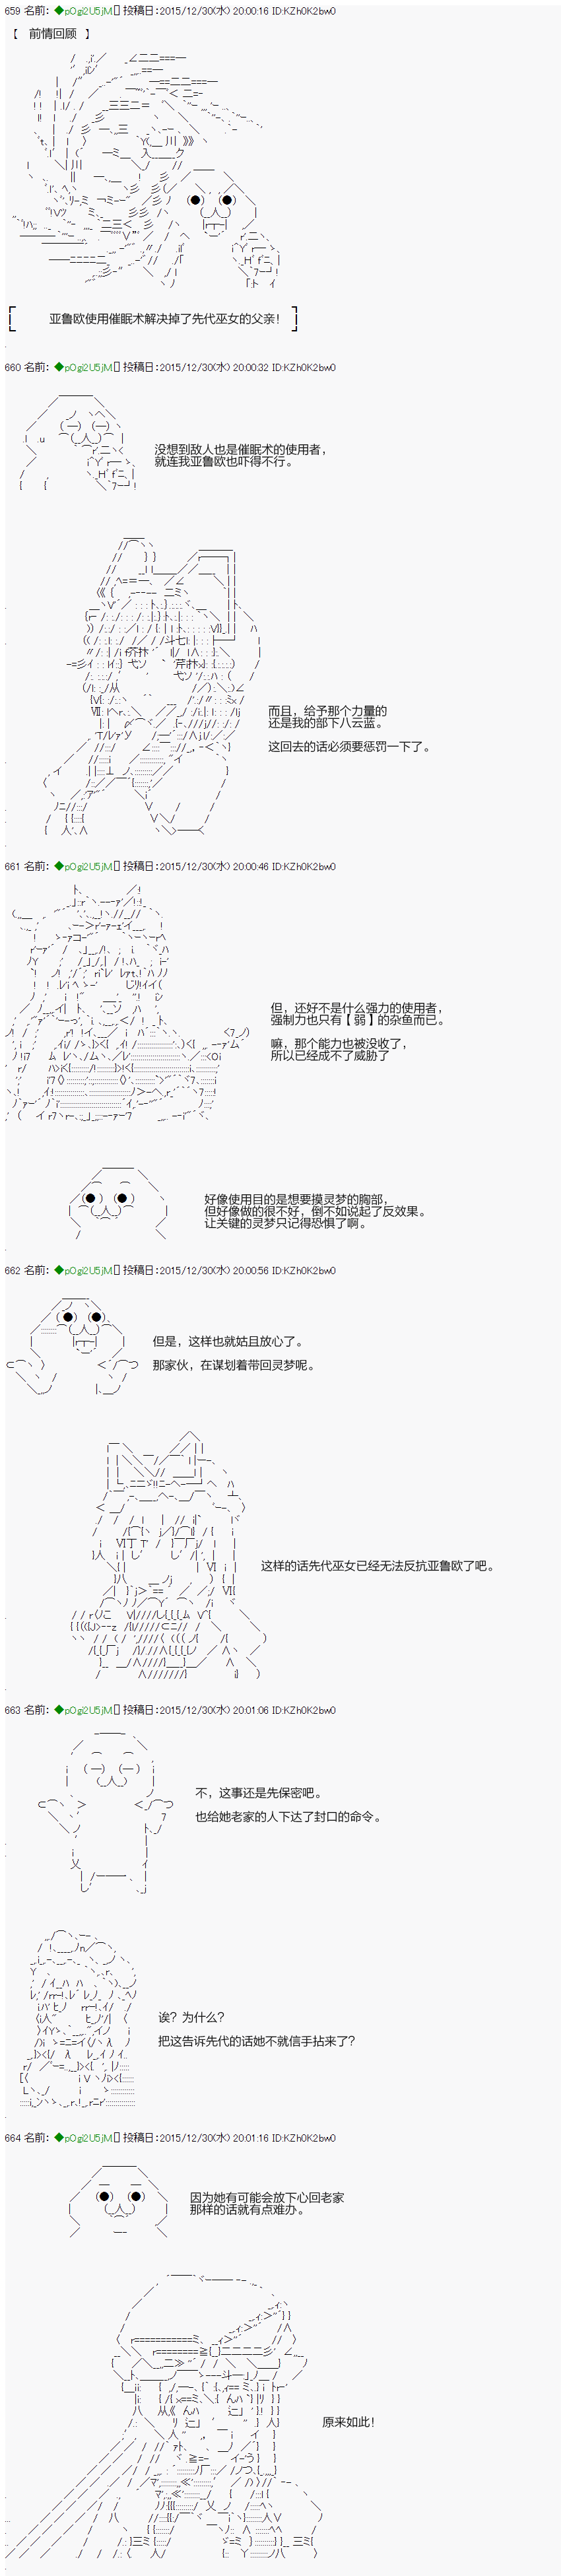 659 名前：◆pOgi2U5jM 投稿日：2015/12/30(水) 20:00:16 ID:KZh0K2bw0
【 前情回顾 】
亚鲁欧使用催眠术解决掉了先代巫女的父亲！
660 名前：◆pOgi2U5jM 投稿日：2015/12/30(水) 20:00:32 ID:KZh0K2bw0
没想到敌人也是催眠术的使用者，
就连我亚鲁欧也吓得不行。
而且，给予那个力量的
还是我的部下八云蓝。
这回去的话必须要惩罚一下了。
661 名前：◆pOgi2U5jM 投稿日：2015/12/30(水) 20:00:46 ID:KZh0K2bw0
但，还好不是什么强力的使用者，
强制力也只有【弱】的杂鱼而已。
嘛，那个能力也被没收了，
所以已经成不了威胁了
好像使用目的是想要摸灵梦的胸部，
但好像做的很不好，倒不如说起了反效果。
让关键的灵梦只记得恐惧了啊。
662 名前：◆pOgi2U5jM 投稿日：2015/12/30(水) 20:00:56 ID:KZh0K2bw0
但是，这样也就姑且放心了。
那家伙，在谋划着带回灵梦呢。
这样的话先代巫女已经无法反抗亚鲁欧了吧。
663 名前：◆pOgi2U5jM 投稿日：2015/12/30(水) 20:01:06 ID:KZh0K2bw0
不，这事还是先保密吧。
也给她老家的人下达了封口的命令。
诶？为什么？
把这告诉先代的话她不就信手拈来了？
664 名前：◆pOgi2U5jM 投稿日：2015/12/30(水) 20:01:16 ID:KZh0K2bw0
因为她有可能会放下心回老家
那样的话就有点难办。
原来如此！